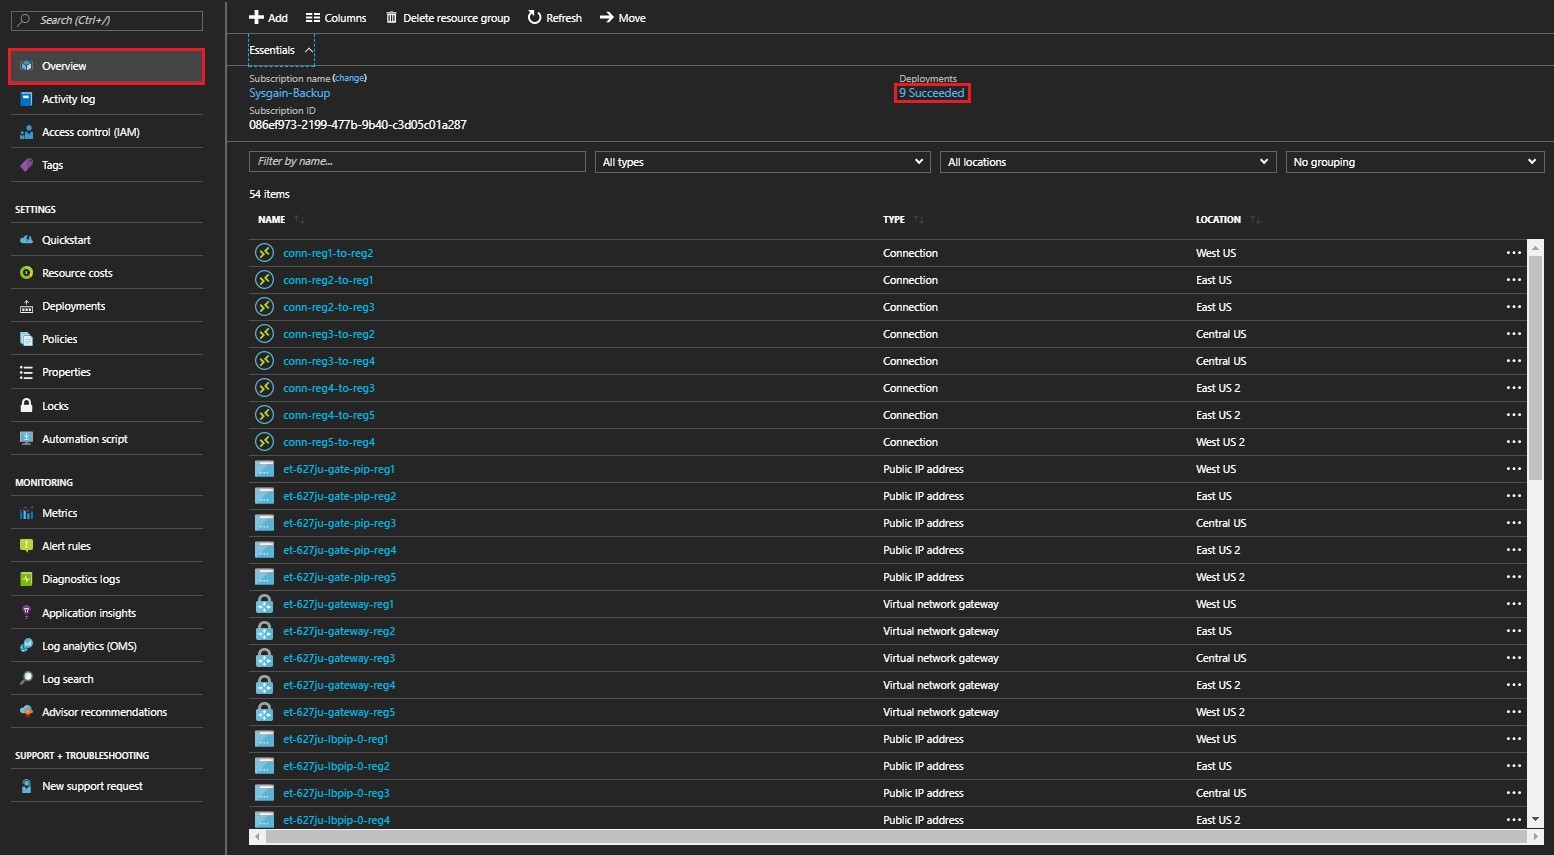 Search (Ctrl+/)
Overview
Activity log
Access control (IAM)
Tags
SETTINGS
Quickstart
Resource costs
Deployments
Policies
Properties
Locks
Automation script
MONITORING
Metrics
Alert rules
Diagnostics logs
Application insights
Log analytics (OMS)
Log search
Advisor recommendations
SUPPORT + TROUBLESHOOTING
New support request
Add Columns Delete resource group Refresh Move
Essentials
Subscription name (change) Deployments
Sysgain-Backup 9 Succeeded
Subscription ID
086ef973-2199-477b-9b40-c3d05c01a287
Filter by name... All types All locations No grouping
54 items
NAME TYPE LOCATION
conn-reg1-to-reg2 Connection West US
conn-reg2-to-reg1 Connection East US
conn-reg2-to-reg3 Connection East US
conn-reg3-to-reg2 Connection Central US
conn-reg3-to-reg4 Connection Central US
conn-reg4-to-reg3 Connection East US 2
conn-reg4-to-reg5 Connection East US 2
conn-reg5-to-reg4 Connection West US 2
et-627ju-gate-pip-reg1 Public IP address West US
et-627ju-gate-pip-reg2 Public IP address East US
et-627ju-gate-pip-reg3 Public IP address Central US
et-627ju-gate-pip-reg4 Public IP address East US 2
et-627ju-gate-pip-reg5 Public IP address West US 2
et-627ju-gateway-reg1 Virtual network gateway West US
et-627ju-gateway-reg2 Virtual network gateway East US
et-627ju-gateway-reg3 Virtual network gateway Central US
et-627ju-gateway-reg4 Virtual network gateway East US 2
et-627ju-gateway-reg5 Virtual network gateway West US 2
et-627ju-lbpip-0-reg1 Public IP address West US
et-627ju-lbpip-0-reg2 Public IP address East US
et-627ju-lbpip-0-reg3 Public IP address Central US
et-627ju-lbpip-0-reg4 Public IP address East US 2